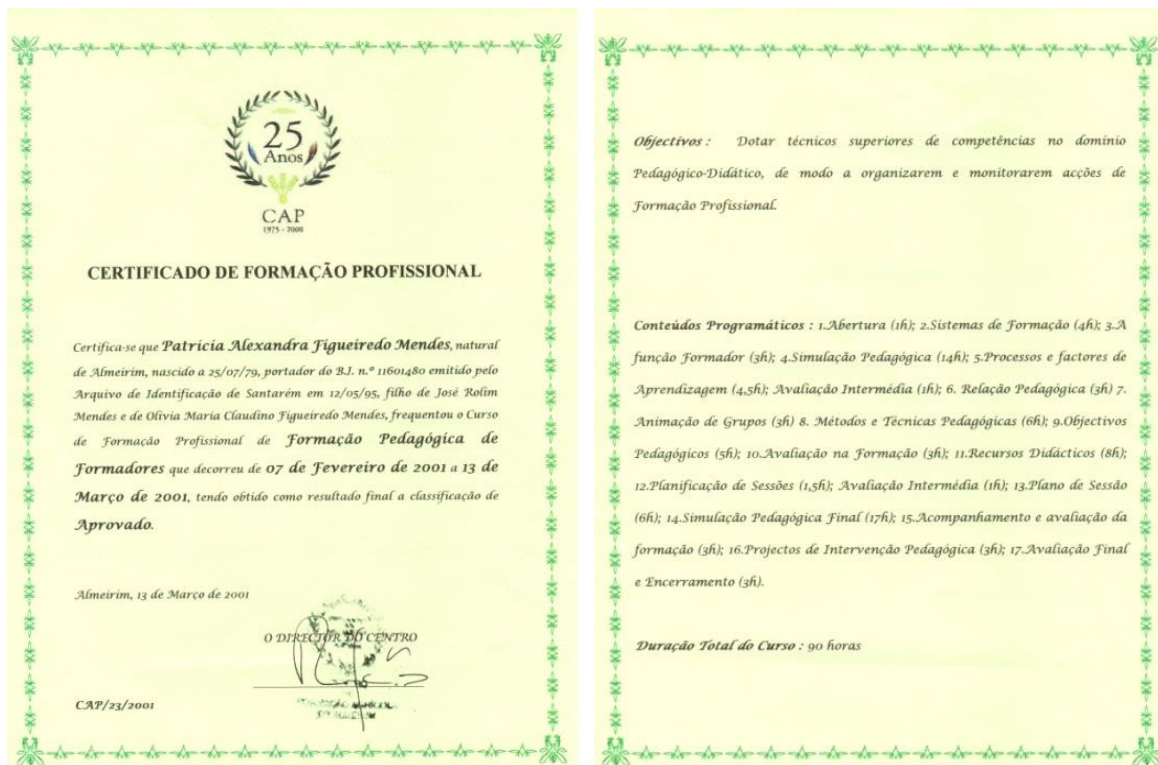 25
Anos
CAP
1975 - 2000
CERTIFICADO DE FORMAÇÃO PROFISSIONAL
Certifica-se que Patrícia Alexandra Figueiredo Mendes, natural
de Almeirim, nascido a 25/07/79, portador do B.I. n.º 11601480 emitido pelo
Arquivo de Identificação de Santarém em 12/05/95, filho de José Rolim
Mendes e de Olívia Maria Claudino Figueiredo Mendes, frequentou o Curso
de Formação Profissional de Formação Pedagógica de
Formadores que decorreu de 07 de Fevereiro de 2001 a 13 de
Março de 2001, tendo obtido como resultado final a classificação de
Aprovado.
Almeirim, 13 de Março de 2001
O DIRECTOR DO CENTRO
CAP/23/2001
Objectivos : Dotar técnicos superiores de competências no domínio
Pedagógico-Didático, de modo a organizarem e monitorarem acções de
Formação Profissional.
Conteúdos Programáticos : 1.Abertura (1h); 2.Sistemas de Formação (4h); 3.A
função Formador (3h); 4.Simulação Pedagógica (14h); 5.Processos e factores de
Aprendizagem (4,5h); Avaliação Intermédia (1h); 6. Relação Pedagógica (3h) 7.
Animação de Grupos (3h) 8. Métodos e Técnicas Pedagógicas (6h); 9.Objectivos
Pedagógicos (5h); 10.Avaliação na Formação (3h); 11.Recursos Didácticos (8h);
12.Planificação de Sessões (1,5h); Avaliação Intermédia (1h); 13.Plano de Sessão
(6h); 14.Simulação Pedagógica Final (17h); 15.Acompanhamento e avaliação da
formação (3h); 16.Projectos de Intervenção Pedagógica (3h); 17.Avaliação Final
e Encerramento (3h).
Duração Total do Curso : 90 horas